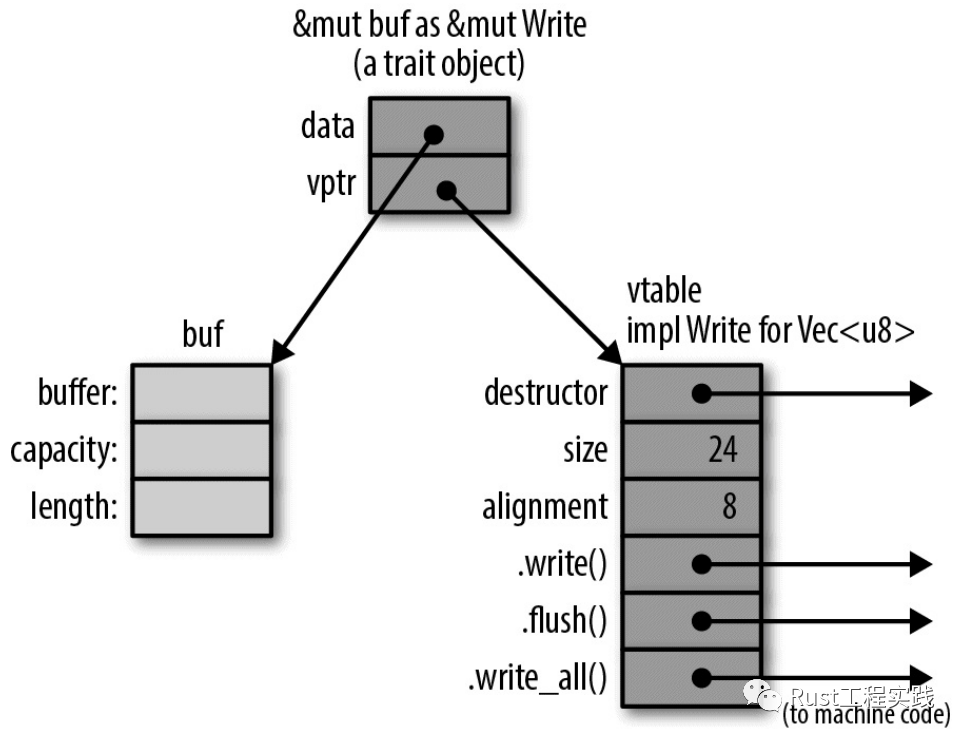 &mut buf as &mut Write
(a trait object)
data
vptr
vtable
impl Write for Vec<u8>
buf
buffer:
capacity:
length:
destructor
size 24
alignment 8
.write()
.flush()
.write_all()
Rust工程实践
(to machine code)